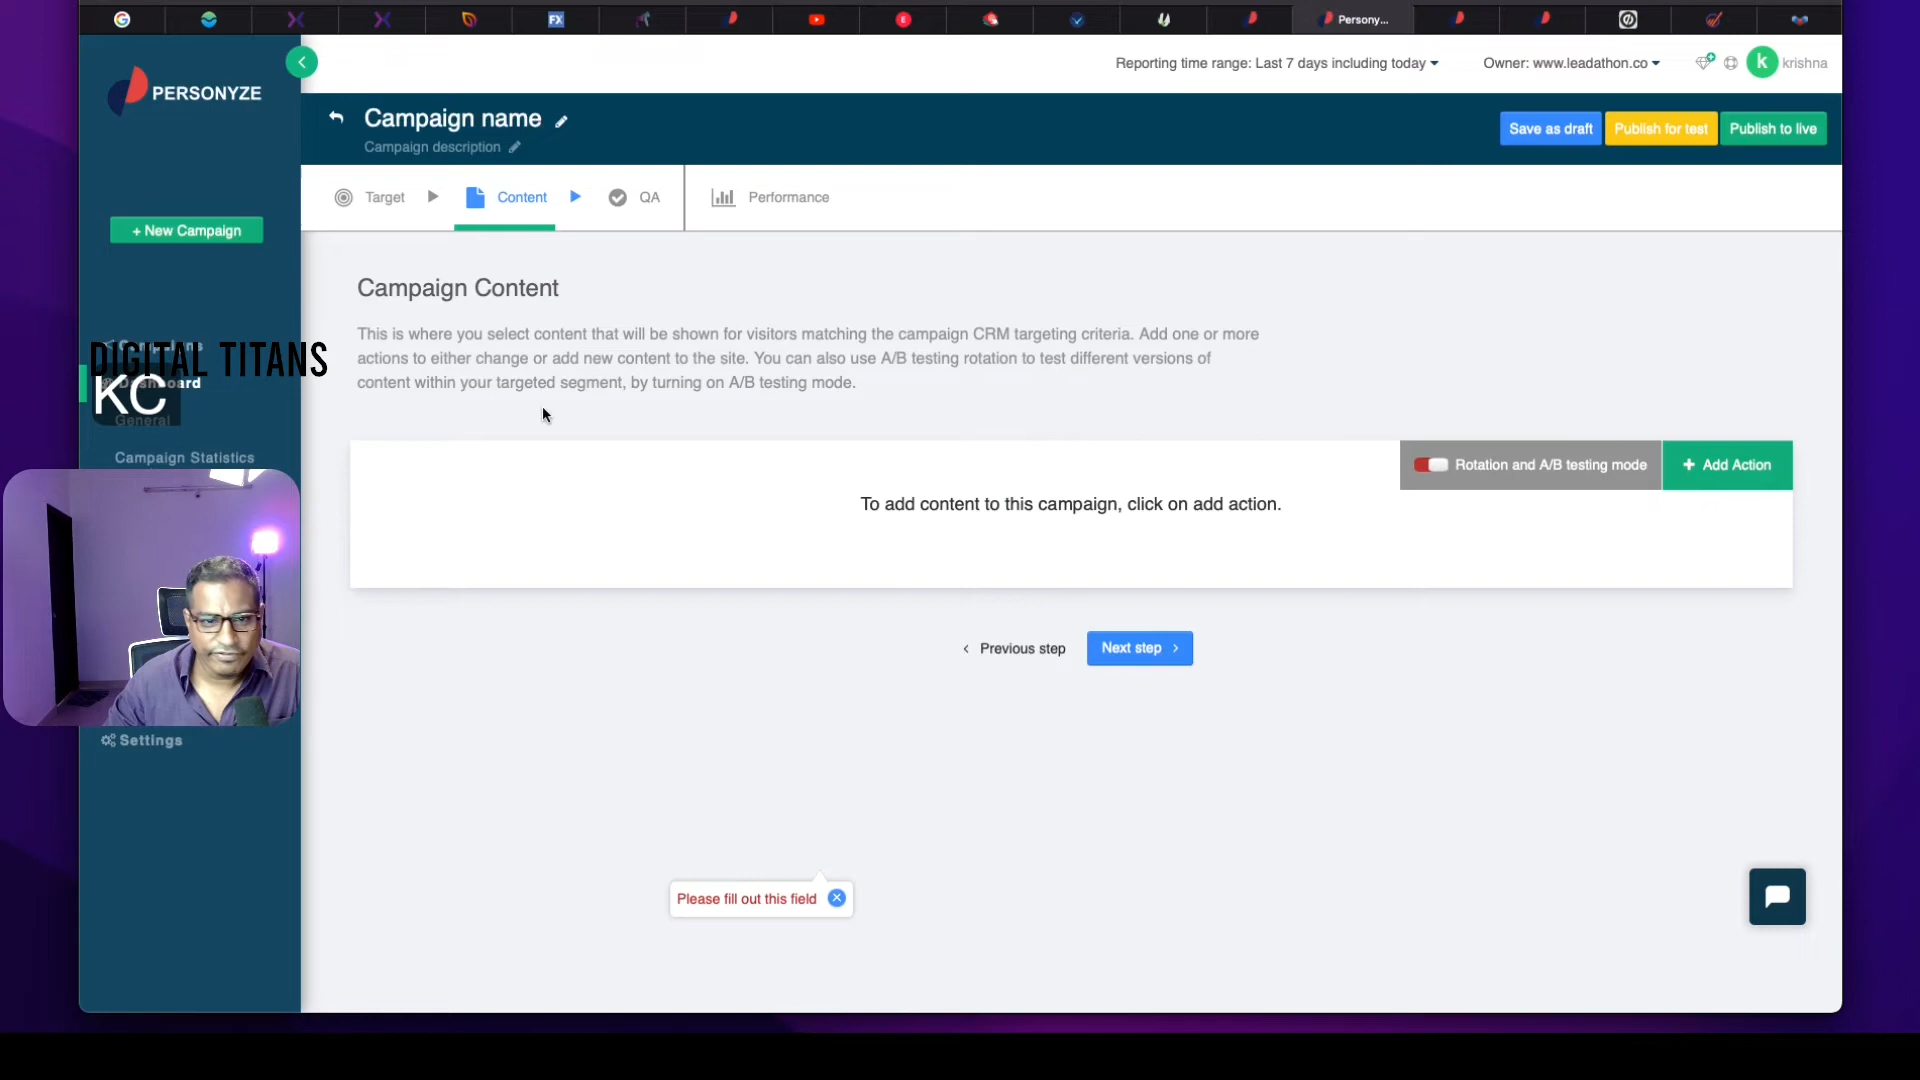 FX
E
Persony...
Reporting time range: Last 7 days including today
Owner: www.leadathon.co
k
krishna
PERSONYZE
Campaign name
Campaign description
Save as draft
Publish for test
Publish to live
Target
Content
QA
Performance
+ New Campaign
Campaign Content
This is where you select content that will be shown for visitors matching the campaign CRM targeting criteria. Add one or more
actions to either change or add new content to the site. You can also use A/B testing rotation to test different versions of
content within your targeted segment, by turning on A/B testing mode.
DIGITAL TITANS
KC
Dashboard
General
Campaign Statistics
Rotation and A/B testing mode
+ Add Action
To add content to this campaign, click on add action.
Previous step
Next step
Settings
Please fill out this field